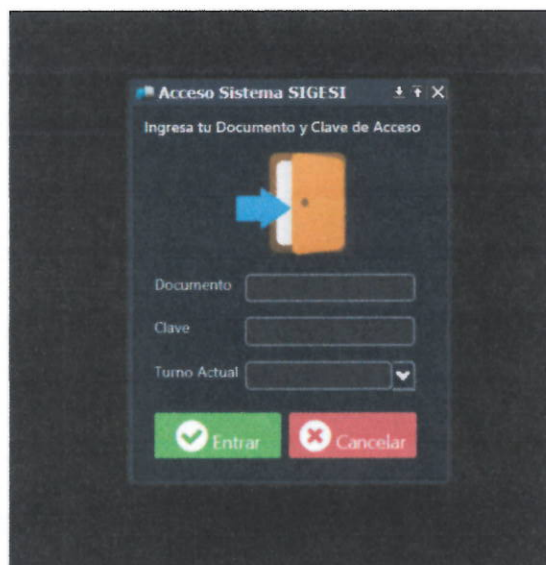 Acceso Sistema SIGESI
Ingresa tu Documento y Clave de Acceso
Documento
Clave
Turno Actual
Entrar
Cancelar